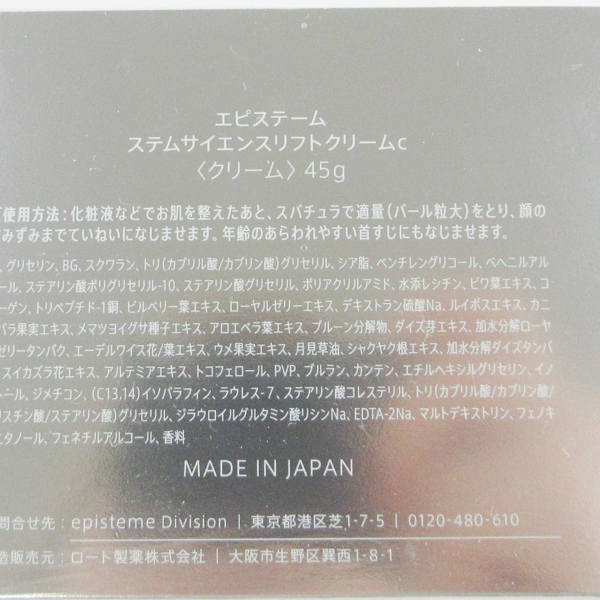 エピステーム
ステムサイエンスリフトクリームc
〈クリーム〉45g
使用方法：化粧液などでお肌を整えたあと、スパチュラで適量（パール粒大）をとり、顔の
みずみまでていねいになじませます。年齢のあらわれやすい首すじにもなじませます。
、グリセリン、BG、スクワラン、トリ(カプリル酸/カプリン酸)グリセリル、シア脂、ペンチレングリコール、ベヘニルアル
ール、ステアリン酸ポリグリセリル-10、ステアリン酸グリセリル、ポリアクリルアミド、水添レシチン、ビワ葉エキス、コ
ーゲン、トリペプチド-1銅、ビルベリー葉エキス、ローヤルゼリーエキス、デキストラン硫酸Na、ルイボスエキス、カニ
バラ果実エキス、メマツヨイグサ種子エキス、アロエベラ葉エキス、プルーン分解物、ダイズ芽エキス、加水分解ローヤ
ゼリータンパク、エーデルワイス花/葉エキス、ウメ果実エキス、月見草油、シャクヤク根エキス、加水分解ダイズタンパ
スイカズラ花エキス、アルテミアエキス、トコフェロール、PVP、プルラン、カンテン、エチルヘキシルグリセリン、イノ
トール、ジメチコン、(C13,14)イソパラフィン、ラウレス-7、ステアリン酸コレステリル、トリ(カプリル酸/カプリン酸/
リスチン酸/ステアリン酸)グリセリル、ジラウロイルグルタミン酸リシンNa、EDTA-2Na、マルトデキストリン、フェノキ
エタノール、フェネチルアルコール、香料
MADE IN JAPAN
問合せ先：episteme Division｜東京都港区芝1-7-5｜0120-480-610
造販売元：ロート製薬株式会社｜大阪市生野区巽西1-8-1